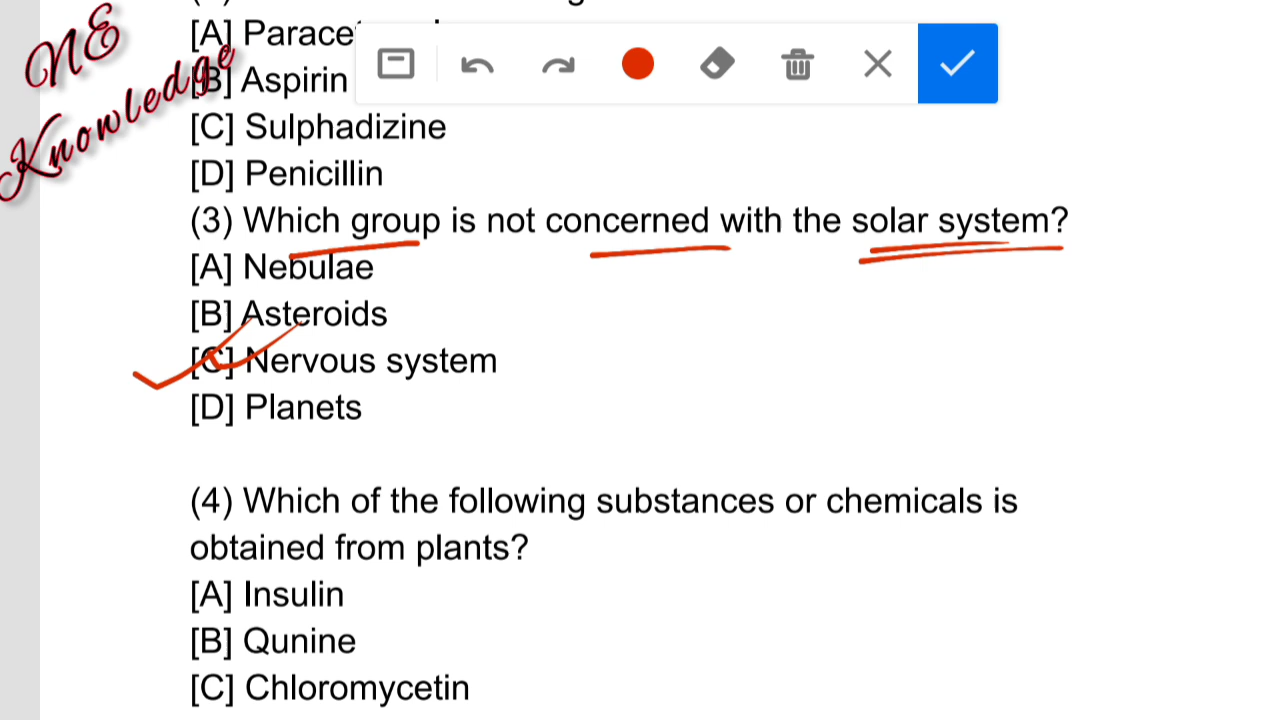 NE
Knowledge
[A]
[B] Aspirin
[C] Sulphadizine
[D] Penicillin
(3) Which group is not concerned with the solar system?
[A] Nebulae
[B] Asteroids
[C] Nervous system
[D] Planets
(4) Which of the following substances or chemicals is
obtained from plants?
[A] Insulin
[B] Qunine
[C] Chloromycetin